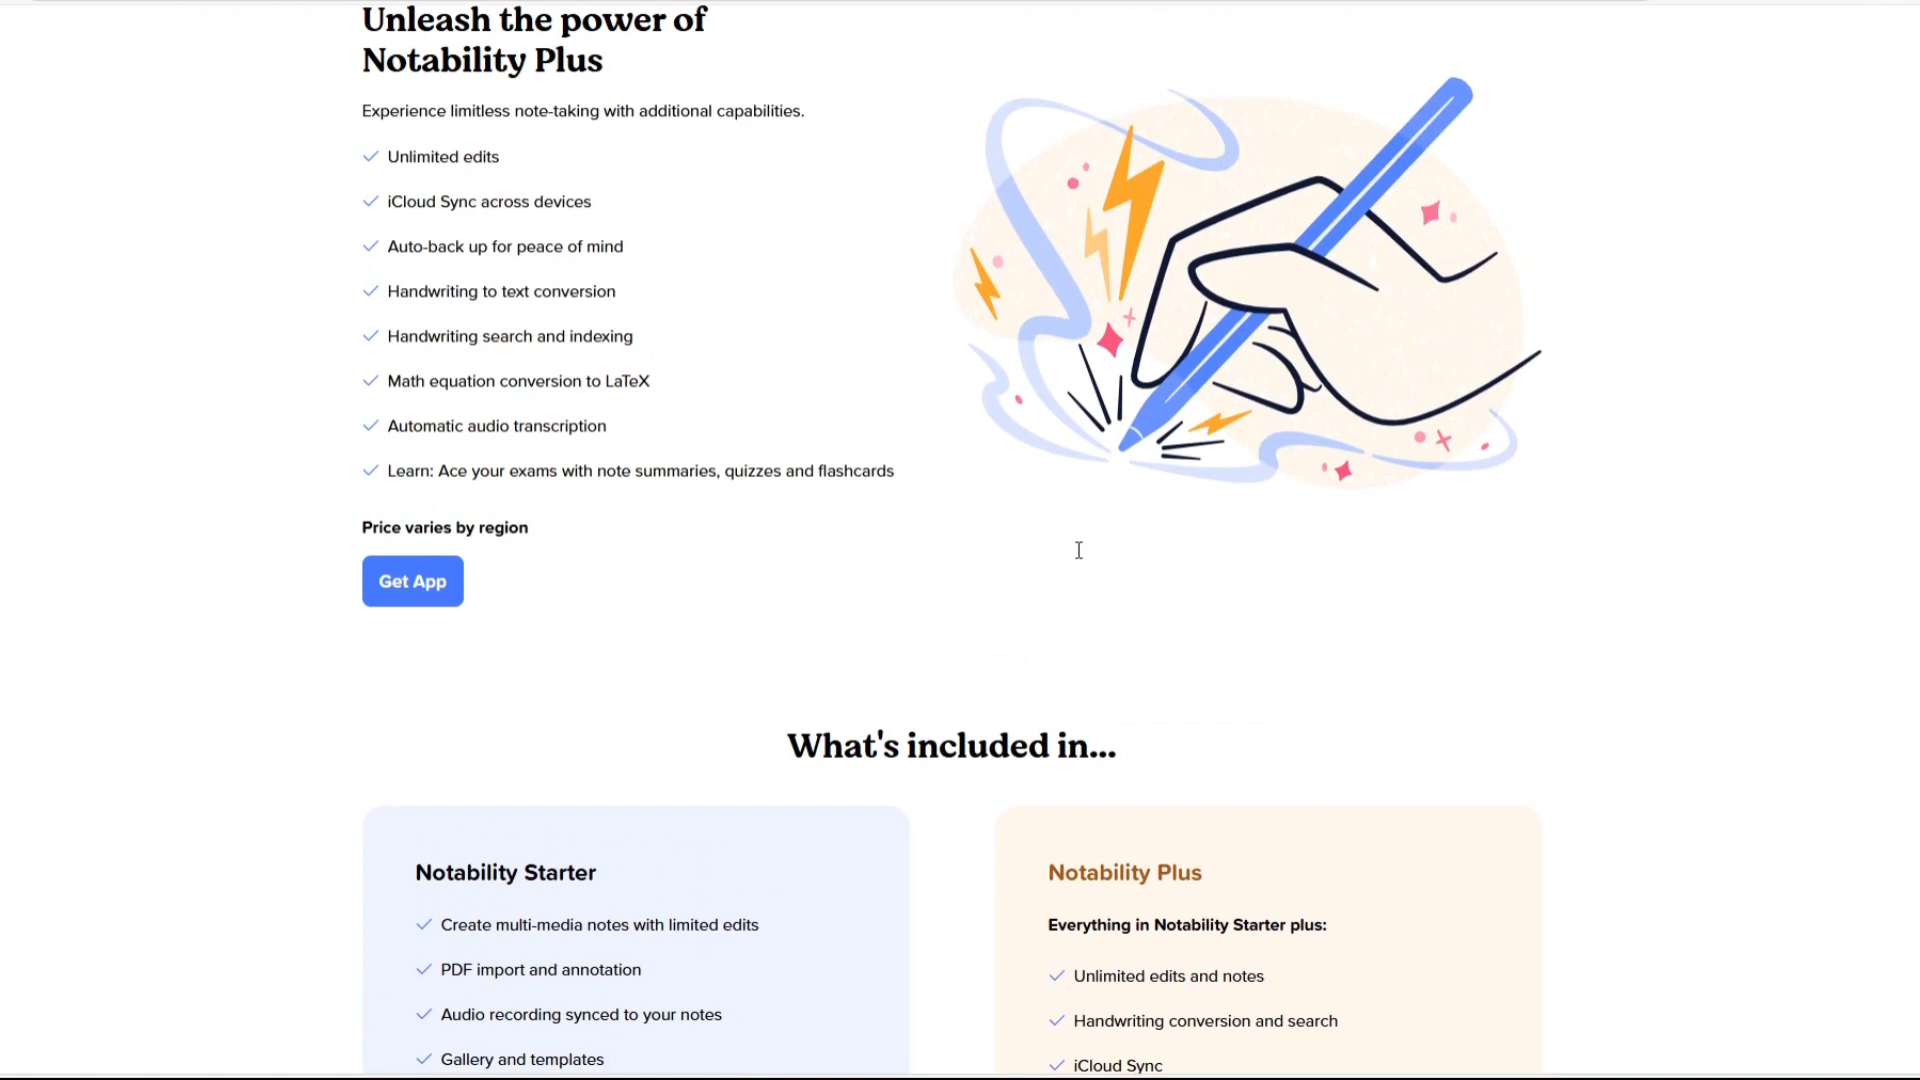 Unleash the power of
Notability Plus
Experience limitless note-taking with additional capabilities.
Unlimited edits
iCloud Sync across devices
Auto-back up for peace of mind
Handwriting to text conversion
Handwriting search and indexing
Math equation conversion to LaTeX
Automatic audio transcription
Learn: Ace your exams with note summaries, quizzes and flashcards
Price varies by region
Get App
What's included in...
Notability Starter
Create multi-media notes with limited edits
PDF import and annotation
Audio recording synced to your notes
Gallery and templates
Notability Plus
Everything in Notability Starter plus:
Unlimited edits and notes
Handwriting conversion and search
iCloud Sync